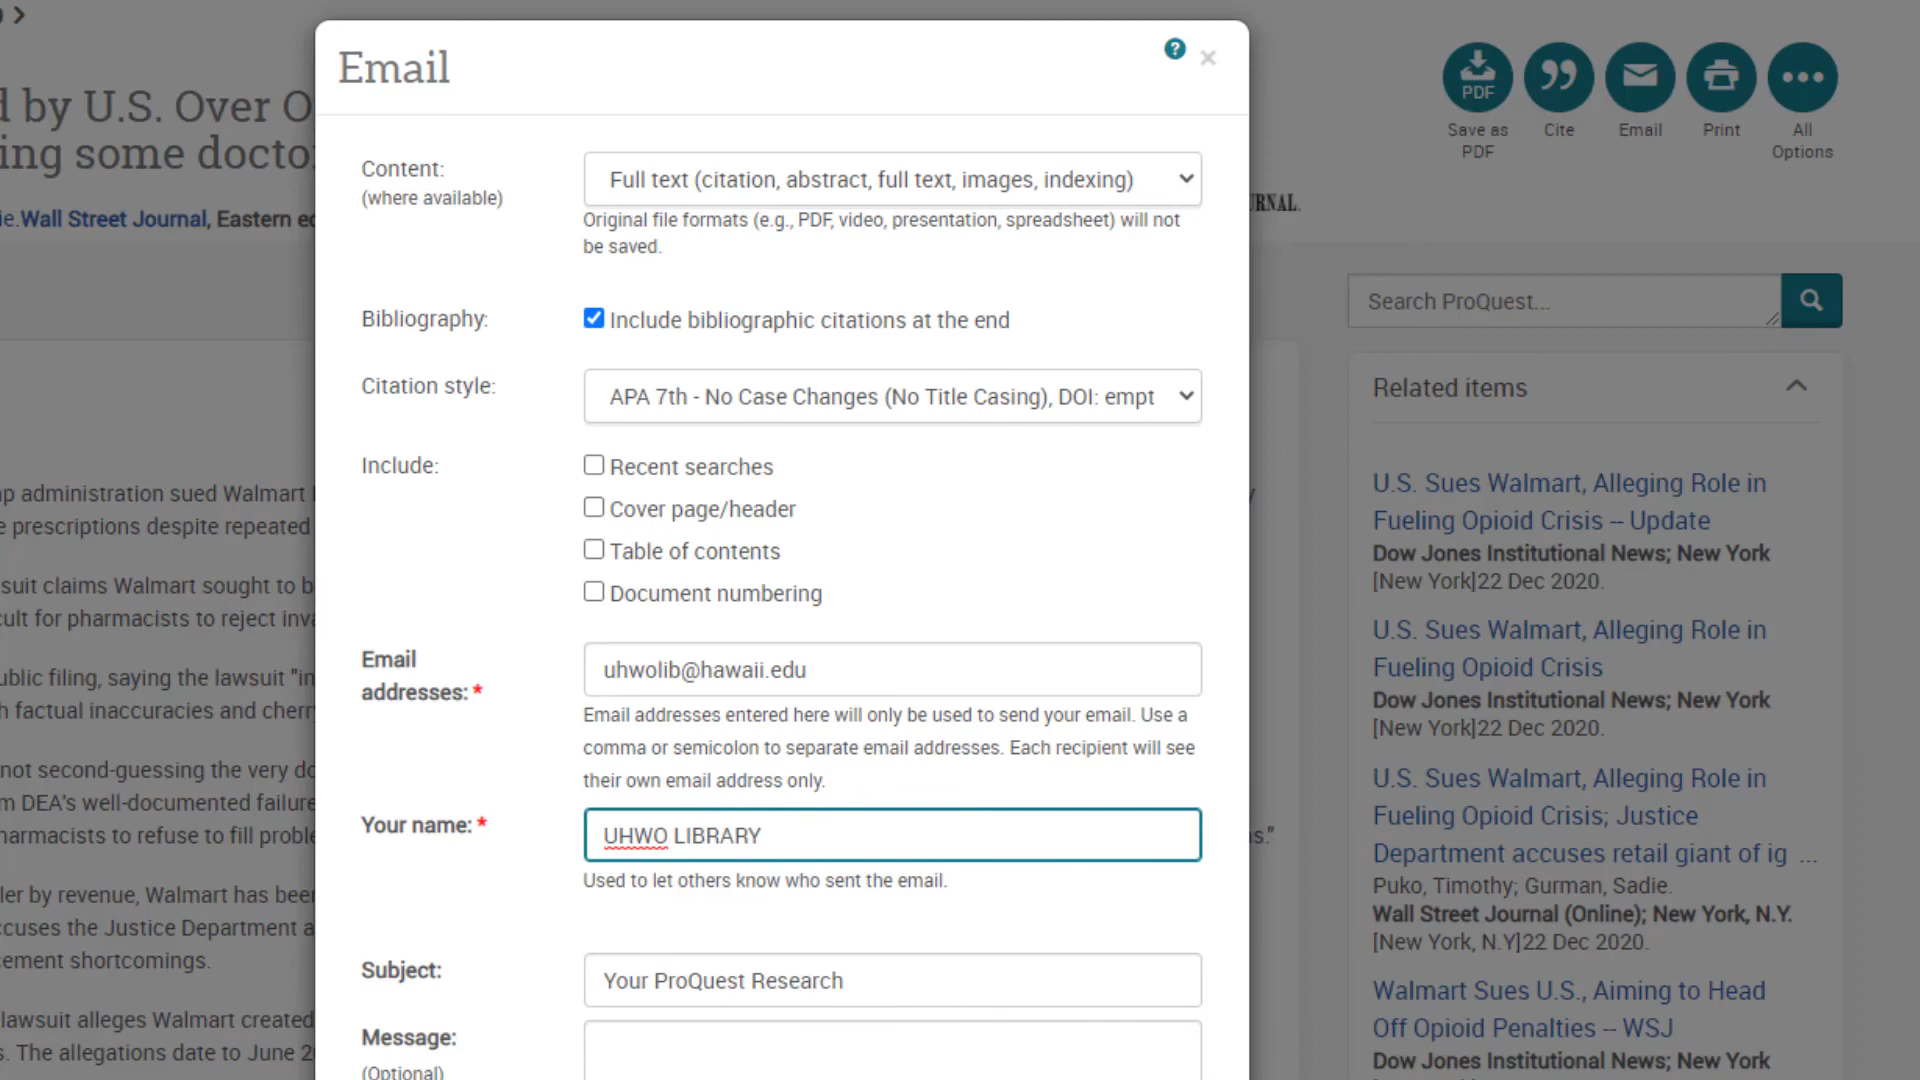 Email
?
×
Content:
(where available)
Full text (citation, abstract, full text, images, indexing)
Original file formats (e.g., PDF, video, presentation, spreadsheet) will not
be saved.
Bibliography:
Include bibliographic citations at the end
Citation style:
APA 7th - No Case Changes (No Title Casing), DOI: empt
Include:
Recent searches
Cover page/header
Table of contents
Document numbering
Email
addresses: *
uhwolib@hawaii.edu
Email addresses entered here will only be used to send your email. Use a
comma or semicolon to separate email addresses. Each recipient will see
their own email address only.
Your name: *
UHWO LIBRARY
Used to let others know who sent the email.
Subject:
Your ProQuest Research
Message:
(Optional)
d by U.S. Over O
ing some docto
ie.Wall Street Journal, Eastern ed
p administration sued Walmart
e prescriptions despite repeated
suit claims Walmart sought to b
cult for pharmacists to reject inva
ublic filing, saying the lawsuit "in
h factual inaccuracies and cherr
not second-guessing the very do
m DEA's well-documented failure
harmacists to refuse to fill proble
ler by revenue, Walmart has been
ccuses the Justice Department a
cement shortcomings.
lawsuit alleges Walmart created
s. The allegations date to June 2
PDF
Save as
PDF
Cite
Email
Print
All
Options
RNAL.
s."
Search ProQuest...
Related items
U.S. Sues Walmart, Alleging Role in
Fueling Opioid Crisis -- Update
Dow Jones Institutional News; New York
[New York]22 Dec 2020.
U.S. Sues Walmart, Alleging Role in
Fueling Opioid Crisis
Dow Jones Institutional News; New York
[New York]22 Dec 2020.
U.S. Sues Walmart, Alleging Role in
Fueling Opioid Crisis; Justice
Department accuses retail giant of ig ...
Puko, Timothy; Gurman, Sadie.
Wall Street Journal (Online); New York, N.Y.
[New York, N.Y]22 Dec 2020.
Walmart Sues U.S., Aiming to Head
Off Opioid Penalties -- WSJ
Dow Jones Institutional News; New York